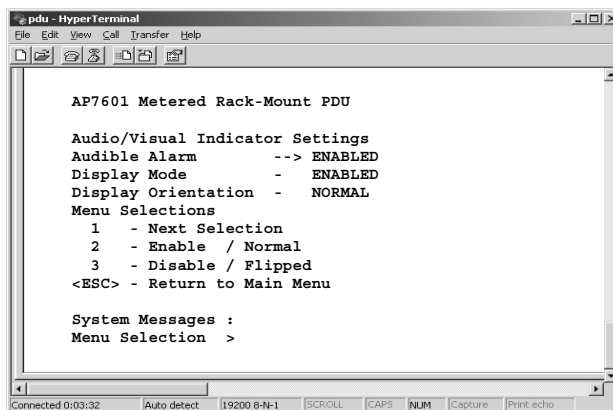 pdu - HyperTerminal
File Edit View Call Transfer Help
AP7601 Metered Rack-Mount PDU
Audio/Visual Indicator Settings
Audible Alarm --> ENABLED
Display Mode - ENABLED
Display Orientation - NORMAL
Menu Selections
1 - Next Selection
2 - Enable / Normal
3 - Disable / Flipped
<ESC> - Return to Main Menu
System Messages :
Menu Selection >
Connected 0:03:32 Auto detect 19200 8-N-1 SCROLL CAPS NUM Capture Print echo